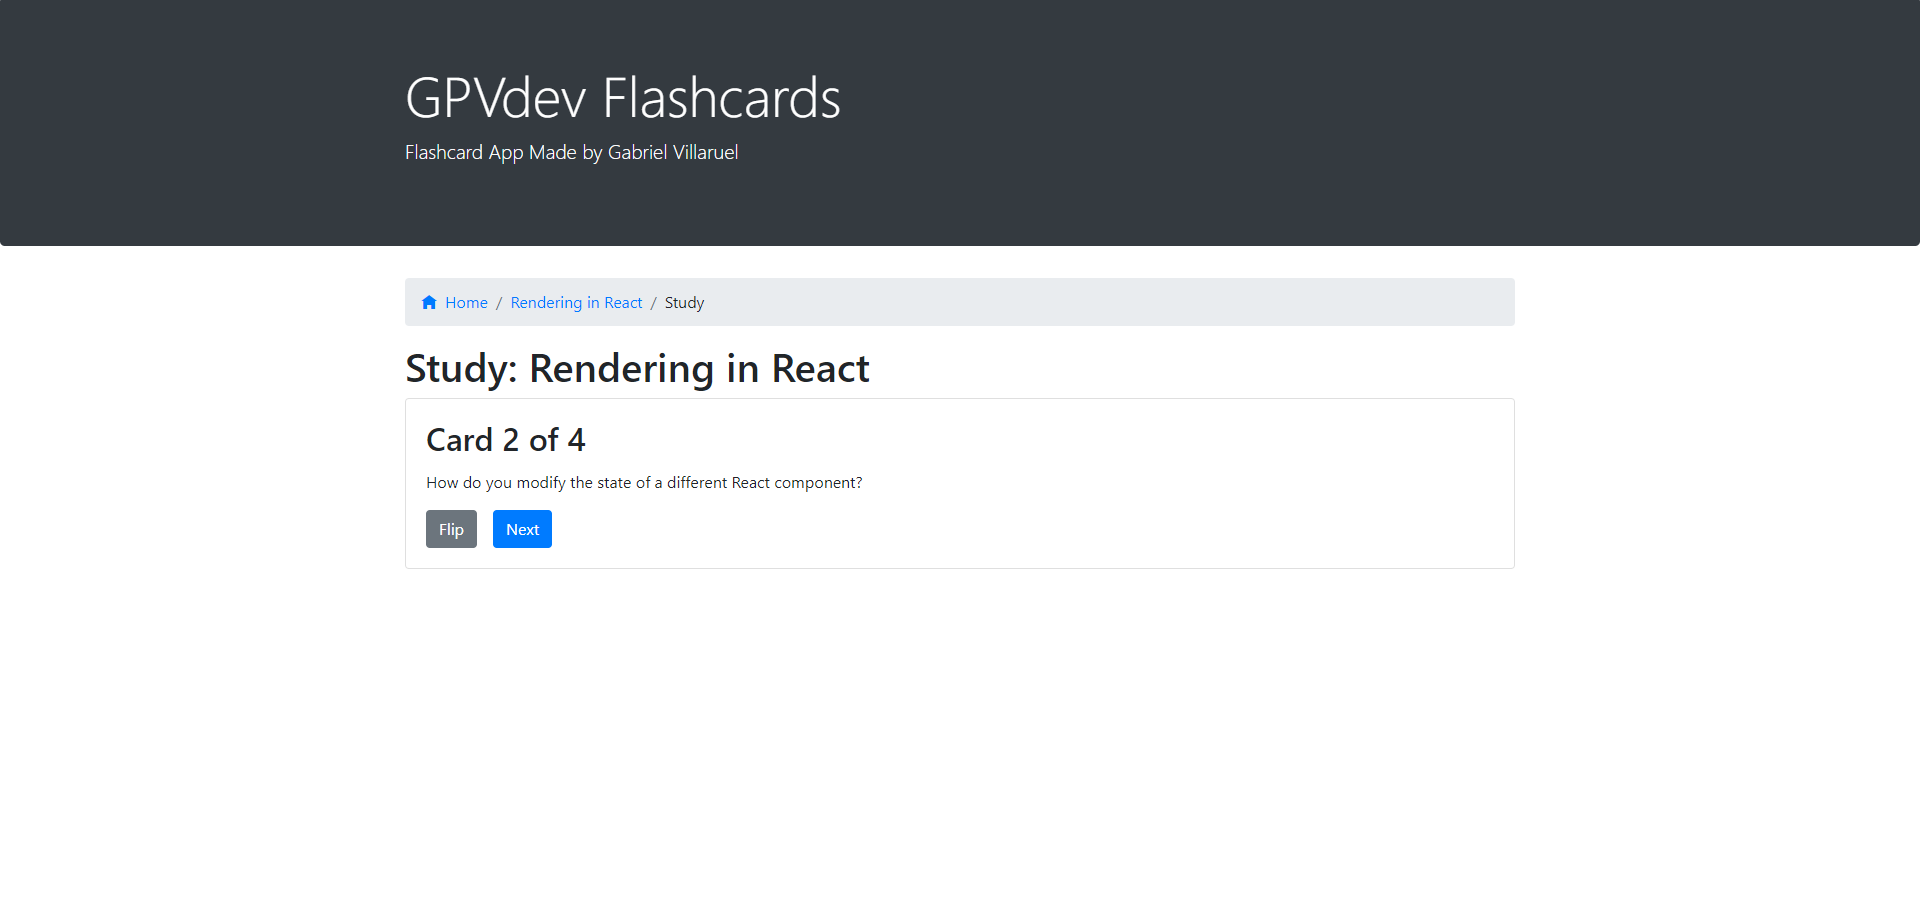 GPVdev Flashcards
Flashcard App Made by Gabriel Villaruel
Home / Rendering in React / Study
Study: Rendering in React
Card 2 of 4
How do you modify the state of a different React component?
Flip Next